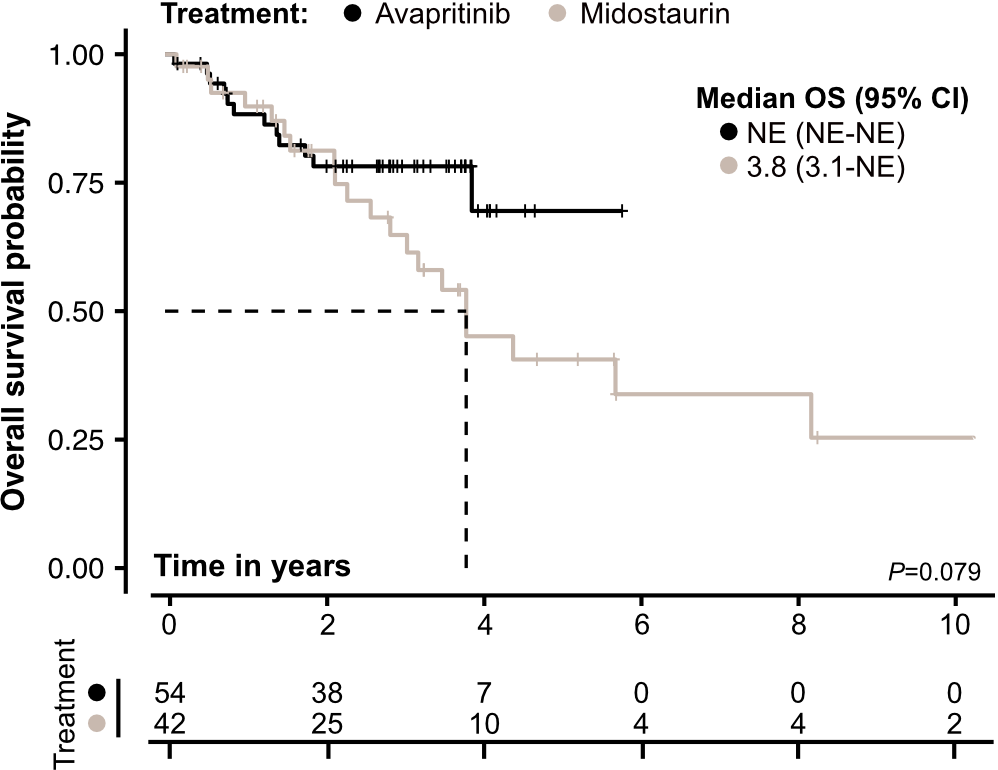 Treatment: Avapritinib Midostaurin
Overall survival probability
1.00
0.75
0.50
0.25
0.00
Median OS (95% CI)
NE (NE-NE)
3.8 (3.1-NE)
Time in years
P=0.079
0 2 4 6 8 10
Treatment
54 38 7 0 0 0
42 25 10 4 4 2